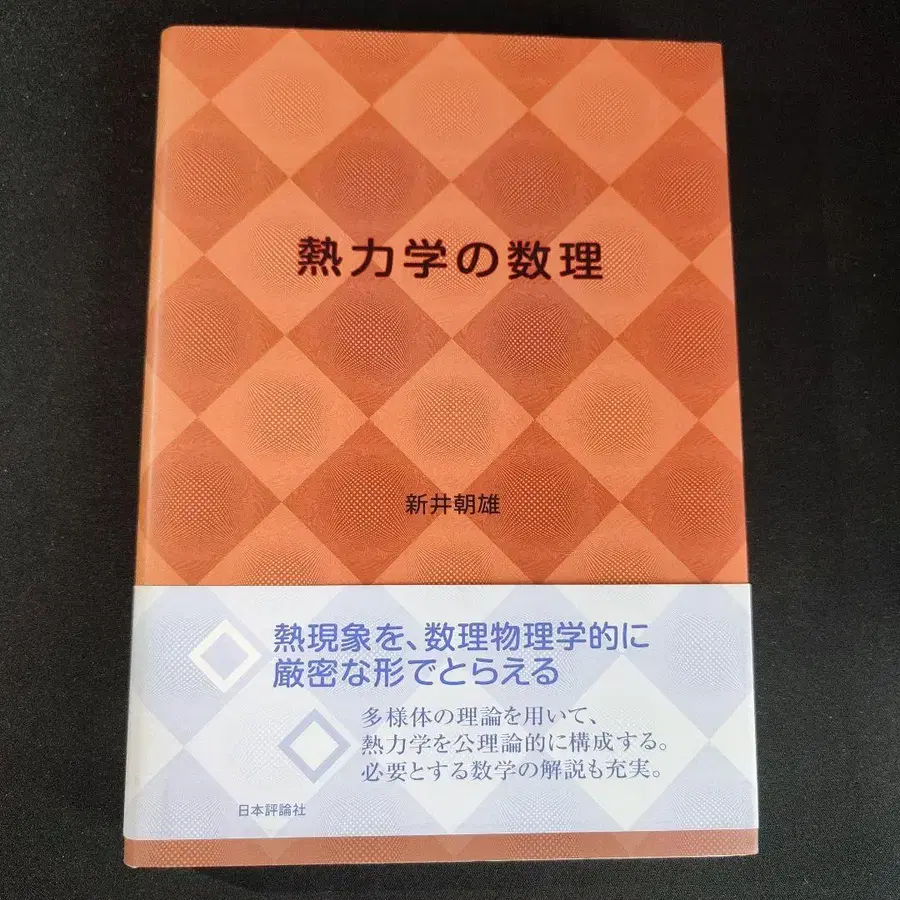 熱力学の数理
新井朝雄
熱現象を、数理物理学的に
厳密な形でとらえる
多様体の理論を用いて、
熱力学を公理論的に構成する。
必要とする数学の解説も充実。
日本評論社